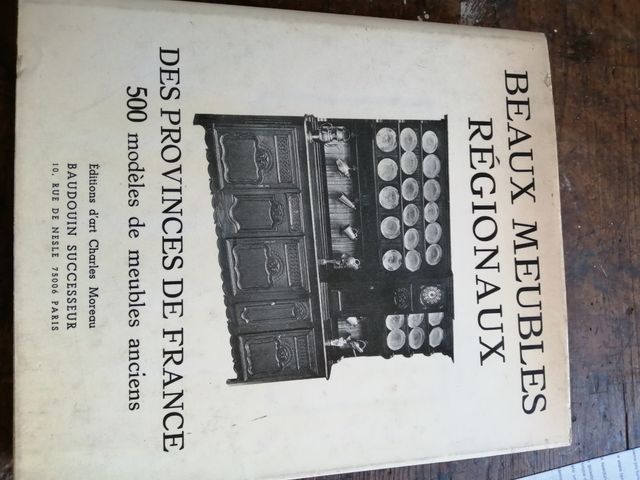 BEAUX MEUBLES
RÉGIONAUX
DES PROVINCES DE FRANCE
500 modèles de meubles anciens
Éditions d'art Charles Moreau
BAUDOUIN SUCCESSEUR
10, RUE DE NESLE 75006 PARIS